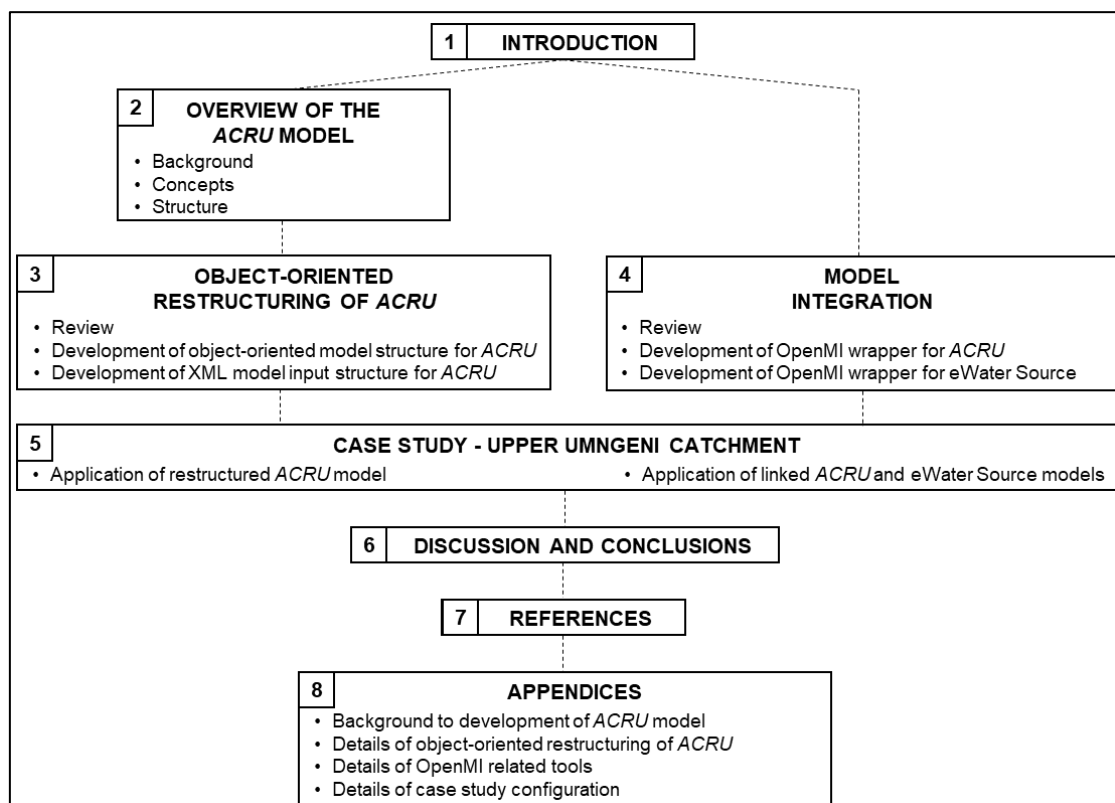 1 INTRODUCTION
2 OVERVIEW OF THE
ACRU MODEL
• Background
• Concepts
• Structure
3 OBJECT-ORIENTED
RESTRUCTURING OF ACRU
• Review
• Development of object-oriented model structure for ACRU
• Development of XML model input structure for ACRU
4 MODEL
INTEGRATION
• Review
• Development of OpenMI wrapper for ACRU
• Development of OpenMI wrapper for eWater Source
5 CASE STUDY - UPPER UMNGENI CATCHMENT
• Application of restructured ACRU model
• Application of linked ACRU and eWater Source models
6 DISCUSSION AND CONCLUSIONS
7 REFERENCES
8 APPENDICES
• Background to development of ACRU model
• Details of object-oriented restructuring of ACRU
• Details of OpenMI related tools
• Details of case study configuration